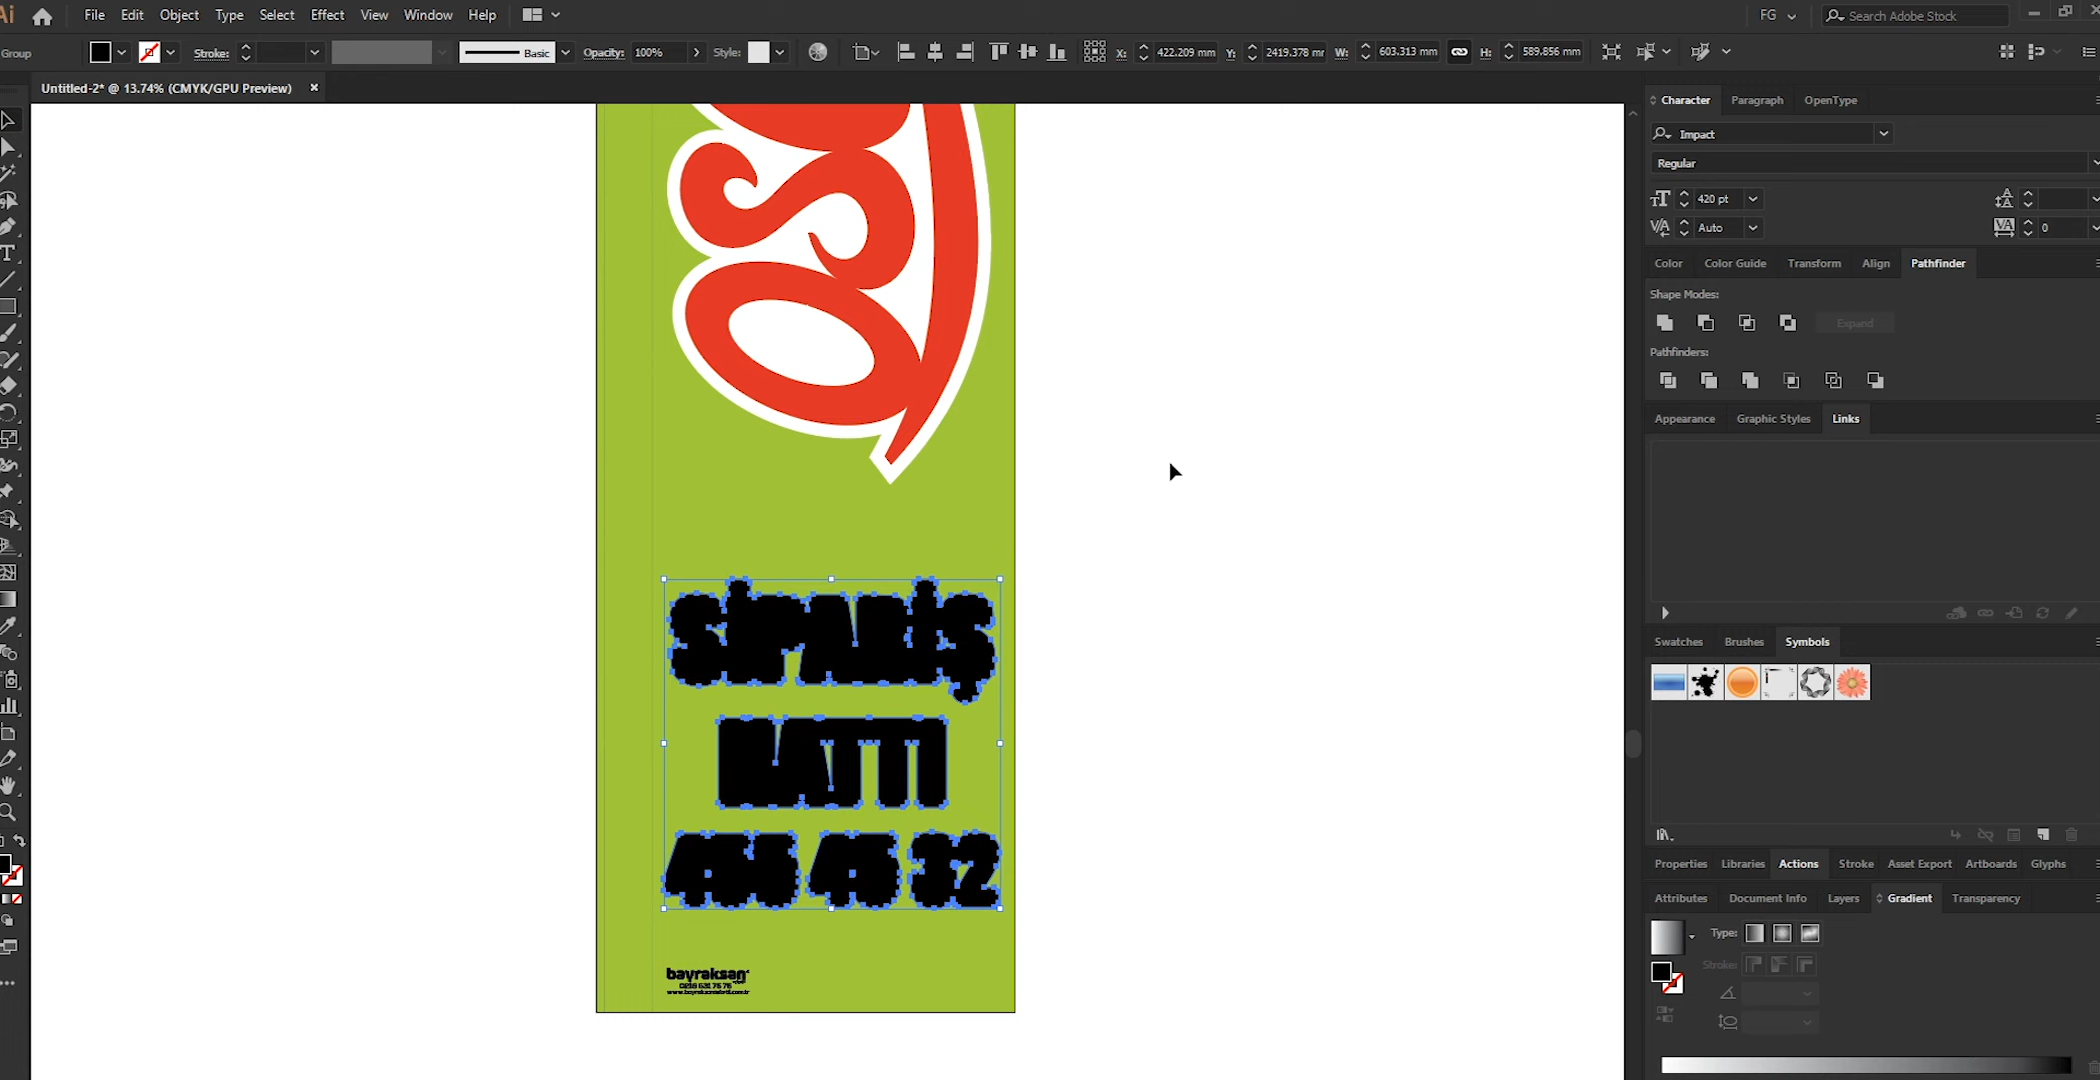 Ai File Edit Object Type Select Effect View Window Help FG Search Adobe Stock
Group Stroke: Basic Opacity: 100% Style: X: 422.209 mm Y: 2419.378 mr W: 603.313 mm H: 589.856 mm
Untitled-2* @ 13.74% (CMYK/GPU Preview) ×
Character Paragraph OpenType
Impact
Regular
420 pt
Auto 0
Color Color Guide Transform Align Pathfinder
Shape Modes:
Expand
Pathfinders:
Appearance Graphic Styles Links
Swatches Brushes Symbols
Properties Libraries Actions Stroke Asset Export Artboards Glyphs
Attributes Document Info Layers Gradient Transparency
Type:
Stroke:
bayraksan